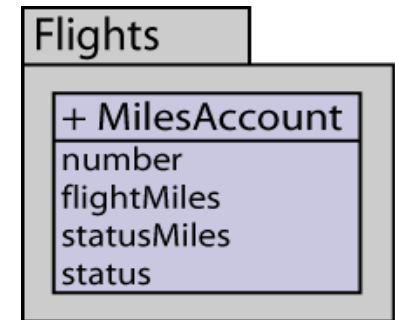 Flights
+ MilesAccount
number
flightMiles
statusMiles
status